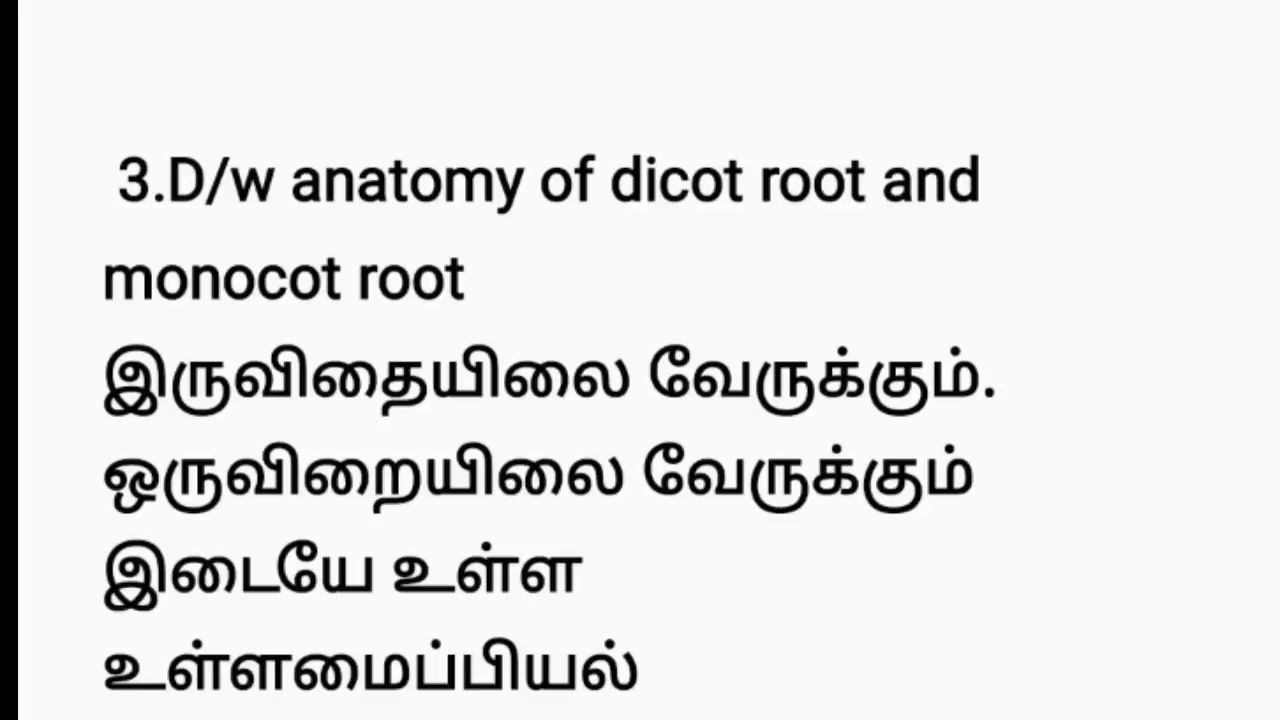 3.D/w anatomy of dicot root and
monocot root
இருவிதையிலை வேருக்கும்.
ஒருவிறையிலை வேருக்கும்
இடையே உள்ள
உள்ளமைப்பியல்